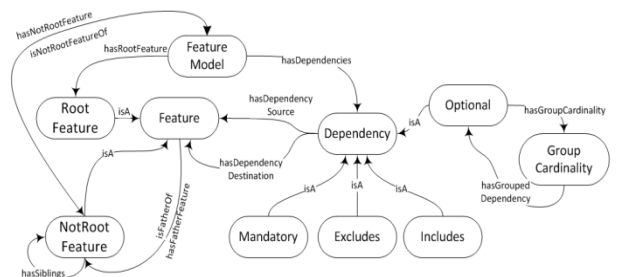 hasNotRootFeature
isNotRootFeatureOf
hasRootFeature
Feature
Model
hasDependencies
Root
Feature
isA
Feature
hasDependency
Source
Dependency
isA
Optional
hasGroupCardinality
Group
Cardinality
hasGrouped
Dependency
isA
hasDependency
Destination
isFatherOf
hasFatherFeature
isA
isA
isA
NotRoot
Feature
hasSiblings
Mandatory
Excludes
Includes